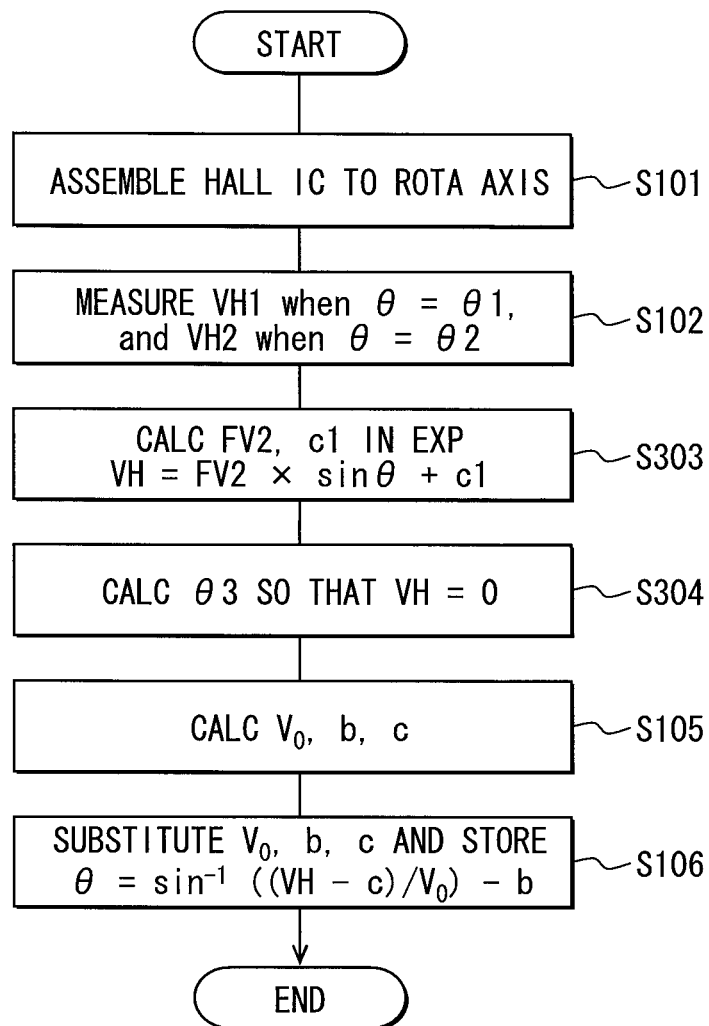 START
ASSEMBLE HALL IC TO ROTA AXIS
S101
MEASURE VH1 when θ = θ1,
and VH2 when θ = θ2
S102
CALC FV2, c1 IN EXP
VH = FV2 × sinθ + c1
S303
CALC θ3 SO THAT VH = 0
S304
CALC V₀, b, c
S105
SUBSTITUTE V₀, b, c AND STORE
θ = sin⁻¹ ((VH - c)/V₀) - b
S106
END